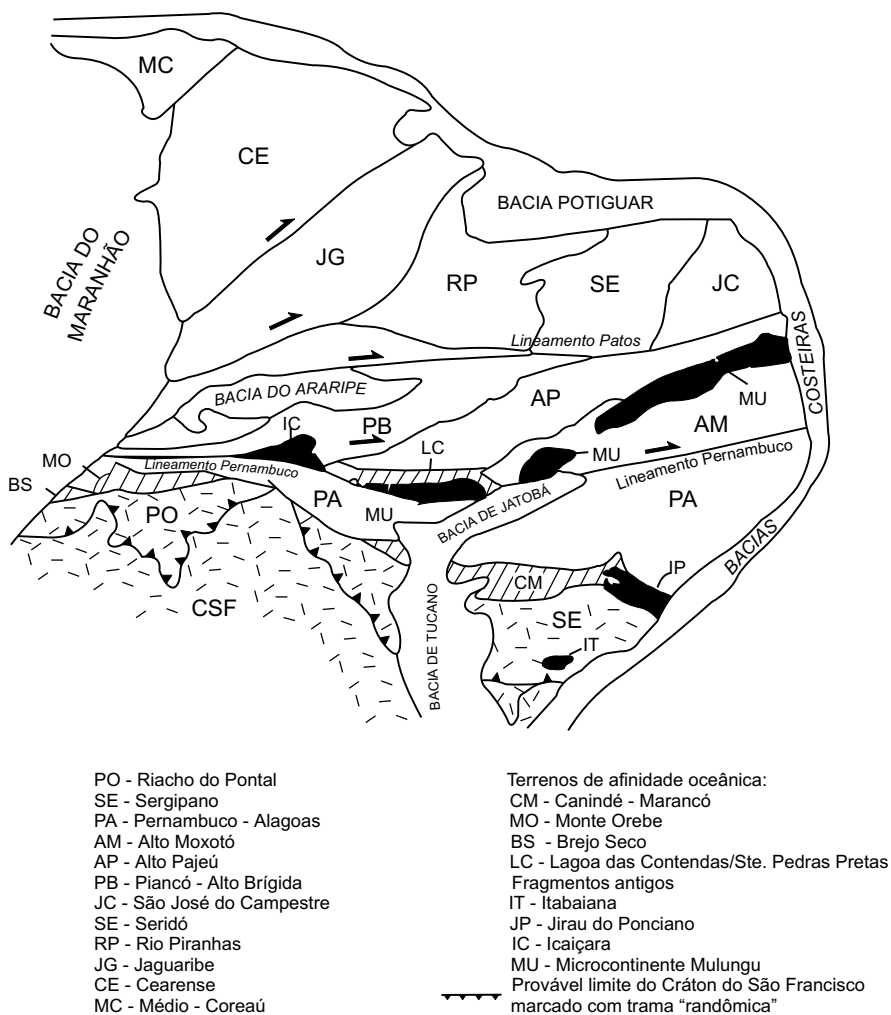 MC
CE
BACIA POTIGUAR
BACIA DO
MARANHÃO
JG
RP
SE
JC
Lineamento Patos
COSTEIRAS
BACIA DO ARARIPE
AP
MU
IC
PB
AM
LC
MU
MO
Lineamento Pernambuco
Lineamento Pernambuco
BS
PO
PA
MU
BACIA DE JATOBÁ
PA
BACIAS
CM
IP
CSF
SE
IT
BACIA DE TUCANO
PO - Riacho do Pontal
SE - Sergipano
PA - Pernambuco - Alagoas
AM - Alto Moxotó
AP - Alto Pajeú
PB - Piancó - Alto Brígida
JC - São José do Campestre
SE - Seridó
RP - Rio Piranhas
JG - Jaguaribe
CE - Cearense
MC - Médio - Coreaú
Terrenos de afinidade oceânica:
CM - Canindé - Marancó
MO - Monte Orebe
BS - Brejo Seco
LC - Lagoa das Contendas/Ste. Pedras Pretas
Fragmentos antigos
IT - Itabaiana
JP - Jirau do Ponciano
IC - Icaiçara
MU - Microcontinente Mulungu
Provável limite do Cráton do São Francisco
marcado com trama “randômica”